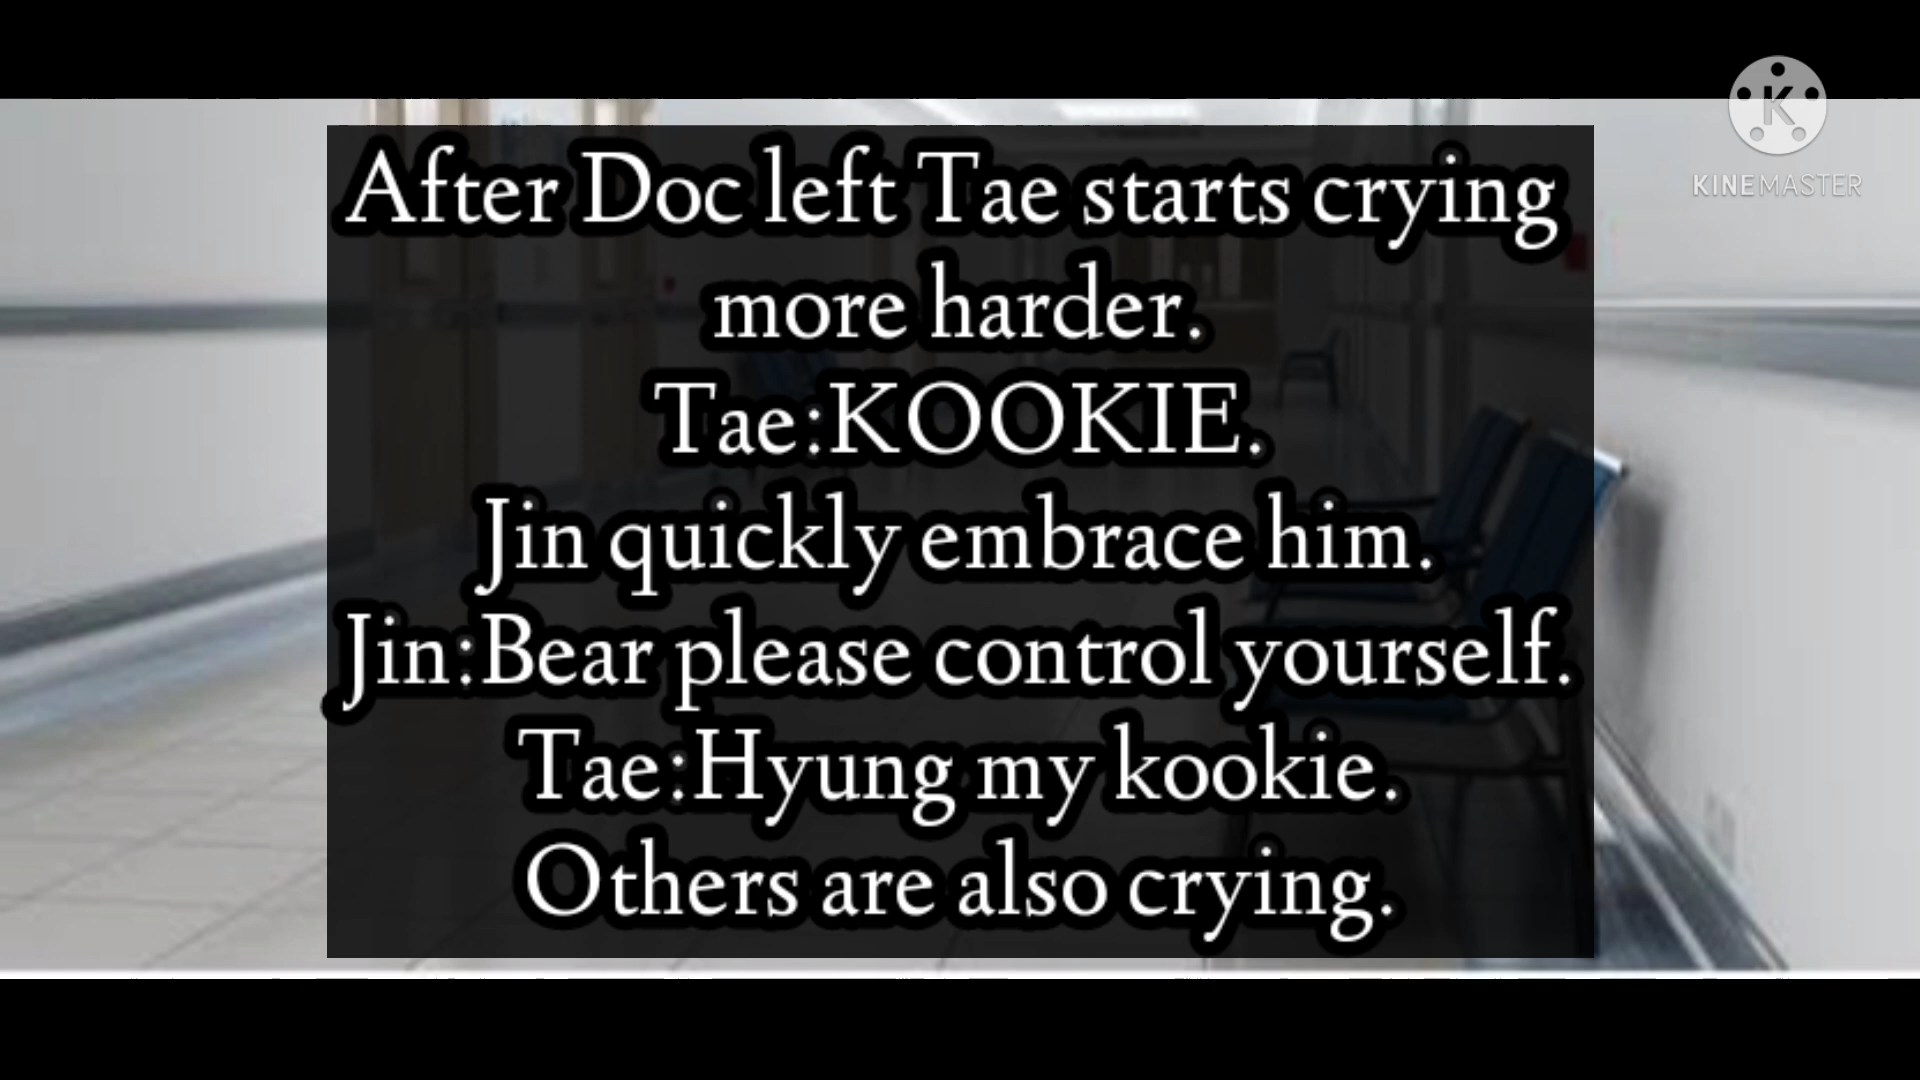 After Doc left Tae starts crying
more harder.
Tae:KOOKIE.
Jin quickly embrace him.
Jin:Bear please control yourself.
Tae:Hyung my kookie.
Others are also crying.
K
KINEMASTER